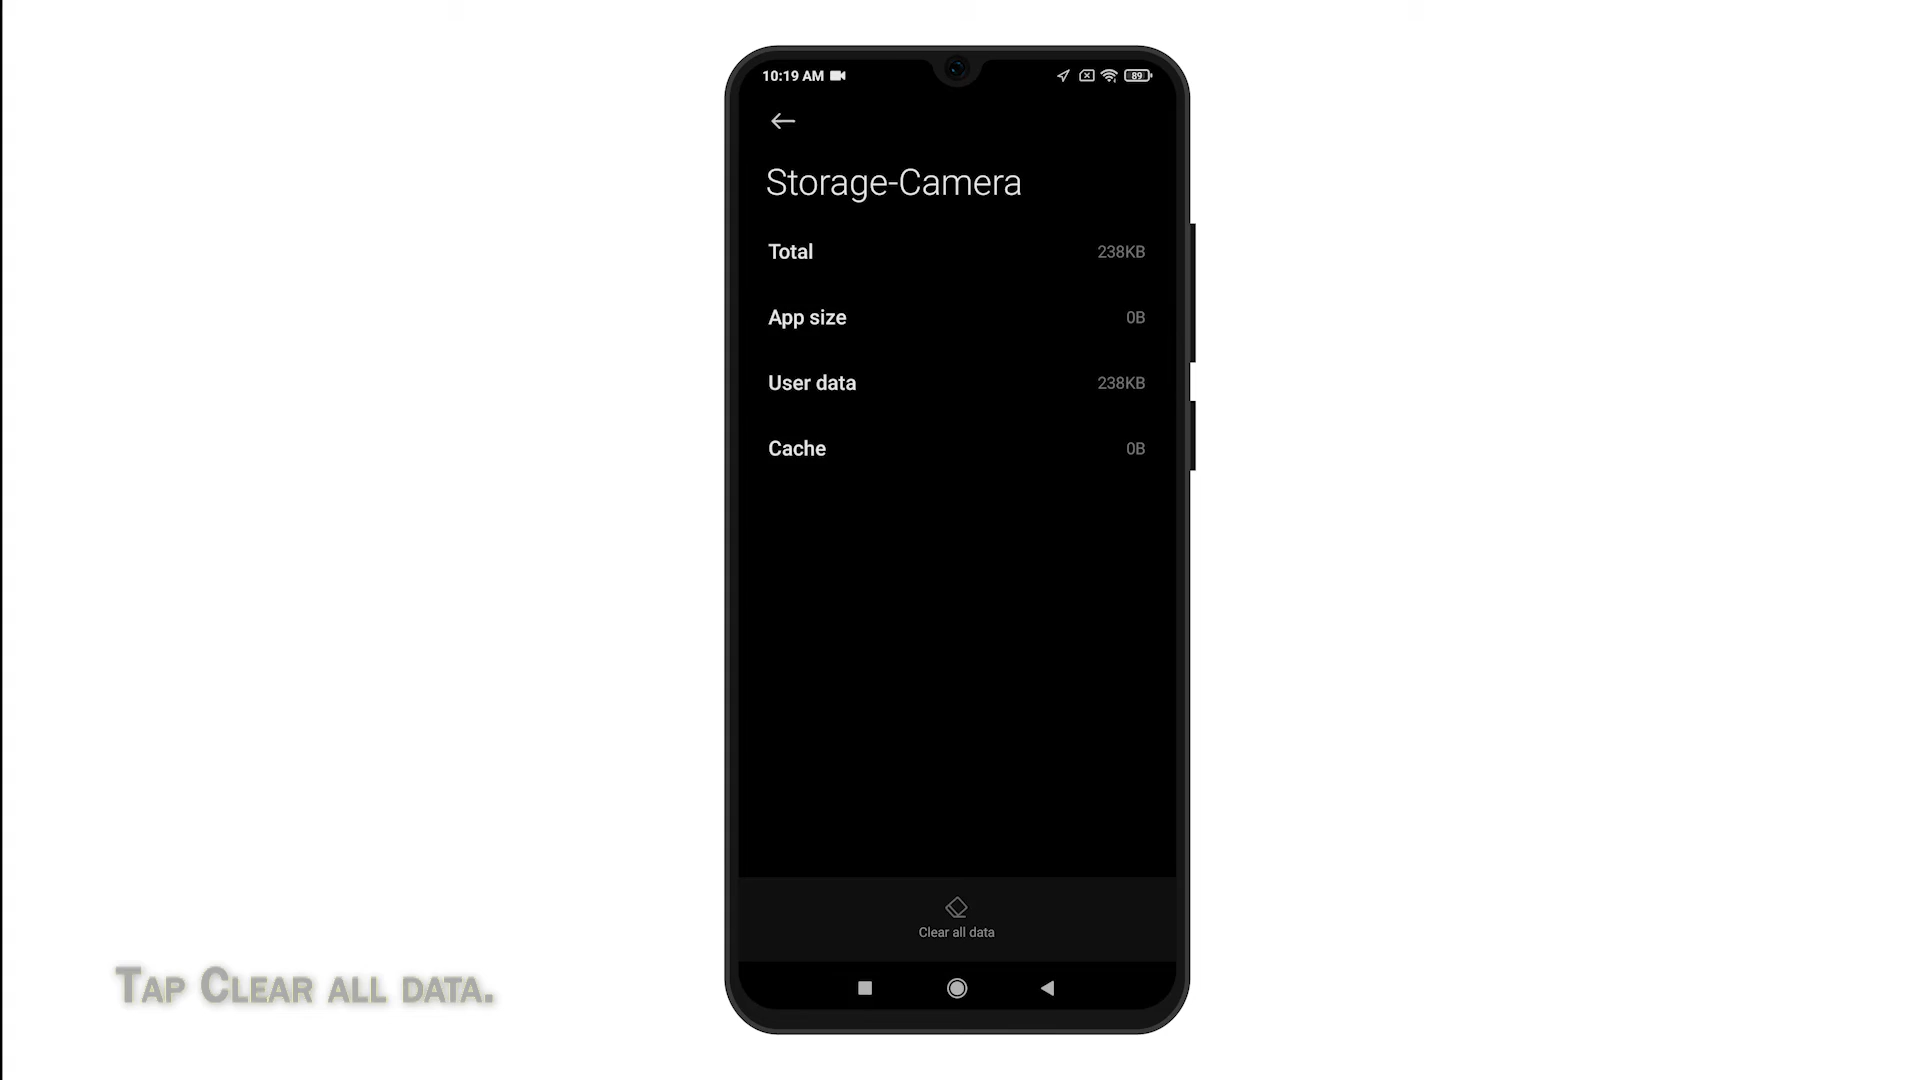 10:19 AM 89
Storage-Camera
Total 238KB
App size 0B
User data 238KB
Cache 0B
Clear all data
TAP CLEAR ALL DATA.